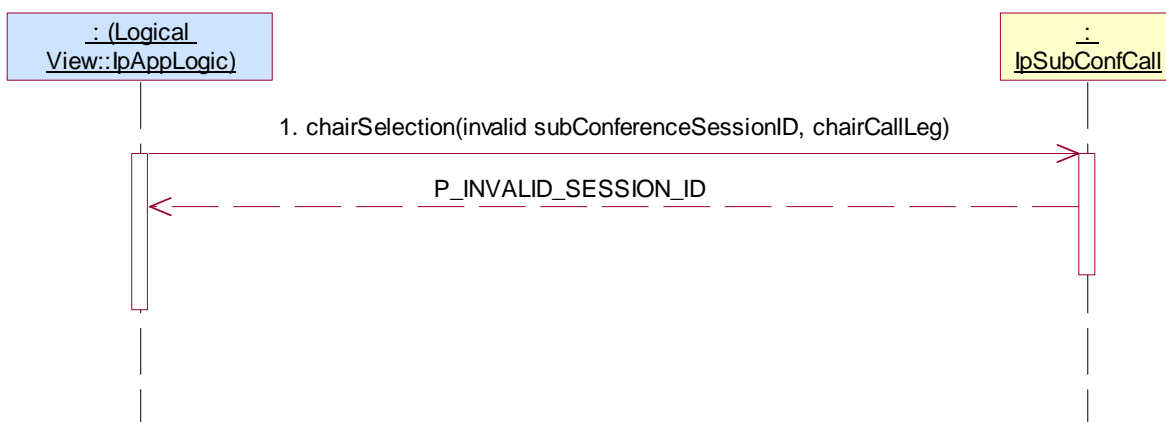 : (Logical
View::IpAppLogic)
:
IpSubConfCall
1. chairSelection(invalid subConferenceSessionID, chairCallLeg)
P_INVALID_SESSION_ID